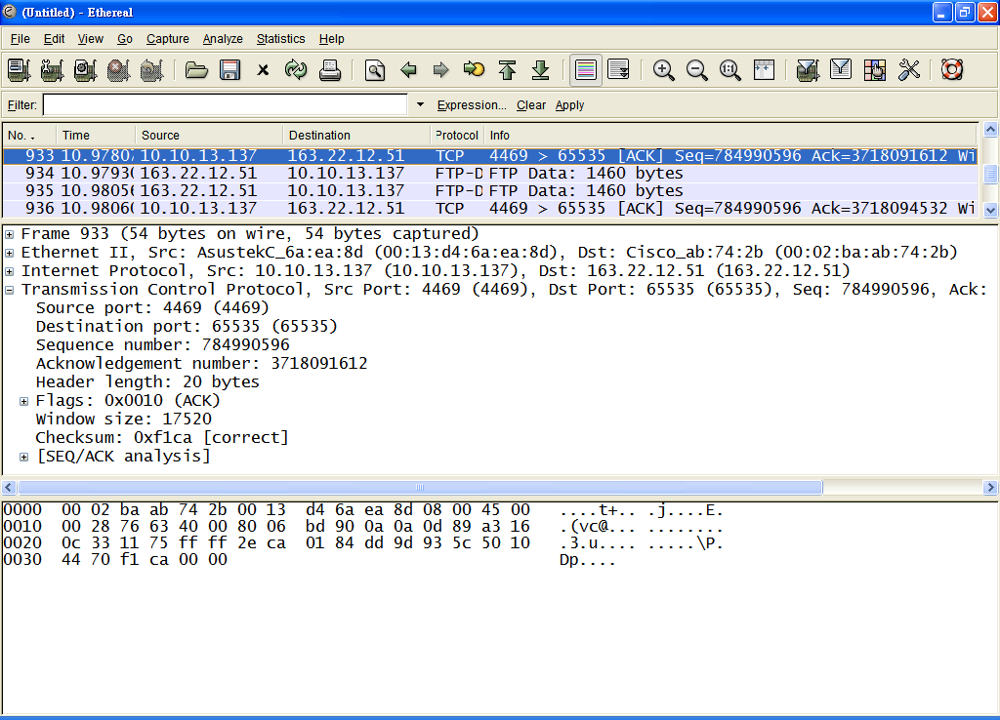 (Untitled) - Ethereal
File Edit View Go Capture Analyze Statistics Help
Filter: Expression... Clear Apply
No. . Time Source Destination Protocol Info
933 10.9780 10.10.13.137 163.22.12.51 TCP 4469 > 65535 [ACK] Seq=784990596 Ack=3718091612 Wi
934 10.9793 163.22.12.51 10.10.13.137 FTP-D FTP Data: 1460 bytes
935 10.9805 163.22.12.51 10.10.13.137 FTP-D FTP Data: 1460 bytes
936 10.9806 10.10.13.137 163.22.12.51 TCP 4469 > 65535 [ACK] Seq=784990596 Ack=3718094532 Wi
Frame 933 (54 bytes on wire, 54 bytes captured)
Ethernet II, Src: AsustekC_6a:ea:8d (00:13:d4:6a:ea:8d), Dst: Cisco_ab:74:2b (00:02:ba:ab:74:2b)
Internet Protocol, Src: 10.10.13.137 (10.10.13.137), Dst: 163.22.12.51 (163.22.12.51)
Transmission Control Protocol, Src Port: 4469 (4469), Dst Port: 65535 (65535), Seq: 784990596, Ack:
Source port: 4469 (4469)
Destination port: 65535 (65535)
Sequence number: 784990596
Acknowledgement number: 3718091612
Header length: 20 bytes
Flags: 0x0010 (ACK)
Window size: 17520
Checksum: 0xf1ca [correct]
[SEQ/ACK analysis]
0000 00 02 ba ab 74 2b 00 13 d4 6a ea 8d 08 00 45 00 ....t+.. .j....E.
0010 00 28 76 63 40 00 80 06 bd 90 0a 0a 0d 89 a3 16 .(vc@... ........
0020 0c 33 11 75 ff ff 2e ca 01 84 dd 9d 93 5c 50 10 .3.u.... .....\P.
0030 44 70 f1 ca 00 00 Dp....